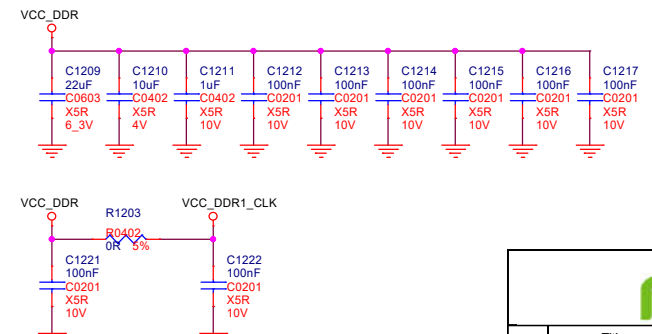 VCC_DDR
C1209
22uF
C0603
X5R
6_3V
C1210
10uF
C0402
X5R
4V
C1211
1uF
C0402
X5R
10V
C1212
100nF
C0201
X5R
10V
C1213
100nF
C0201
X5R
10V
C1214
100nF
C0201
X5R
10V
C1215
100nF
C0201
X5R
10V
C1216
100nF
C0201
X5R
10V
C1217
100nF
C0201
X5R
10V
VCC_DDR
VCC_DDR1_CLK
R1203
R0402
0R 5%
C1221
100nF
C0201
X5R
10V
C1222
100nF
C0201
X5R
10V